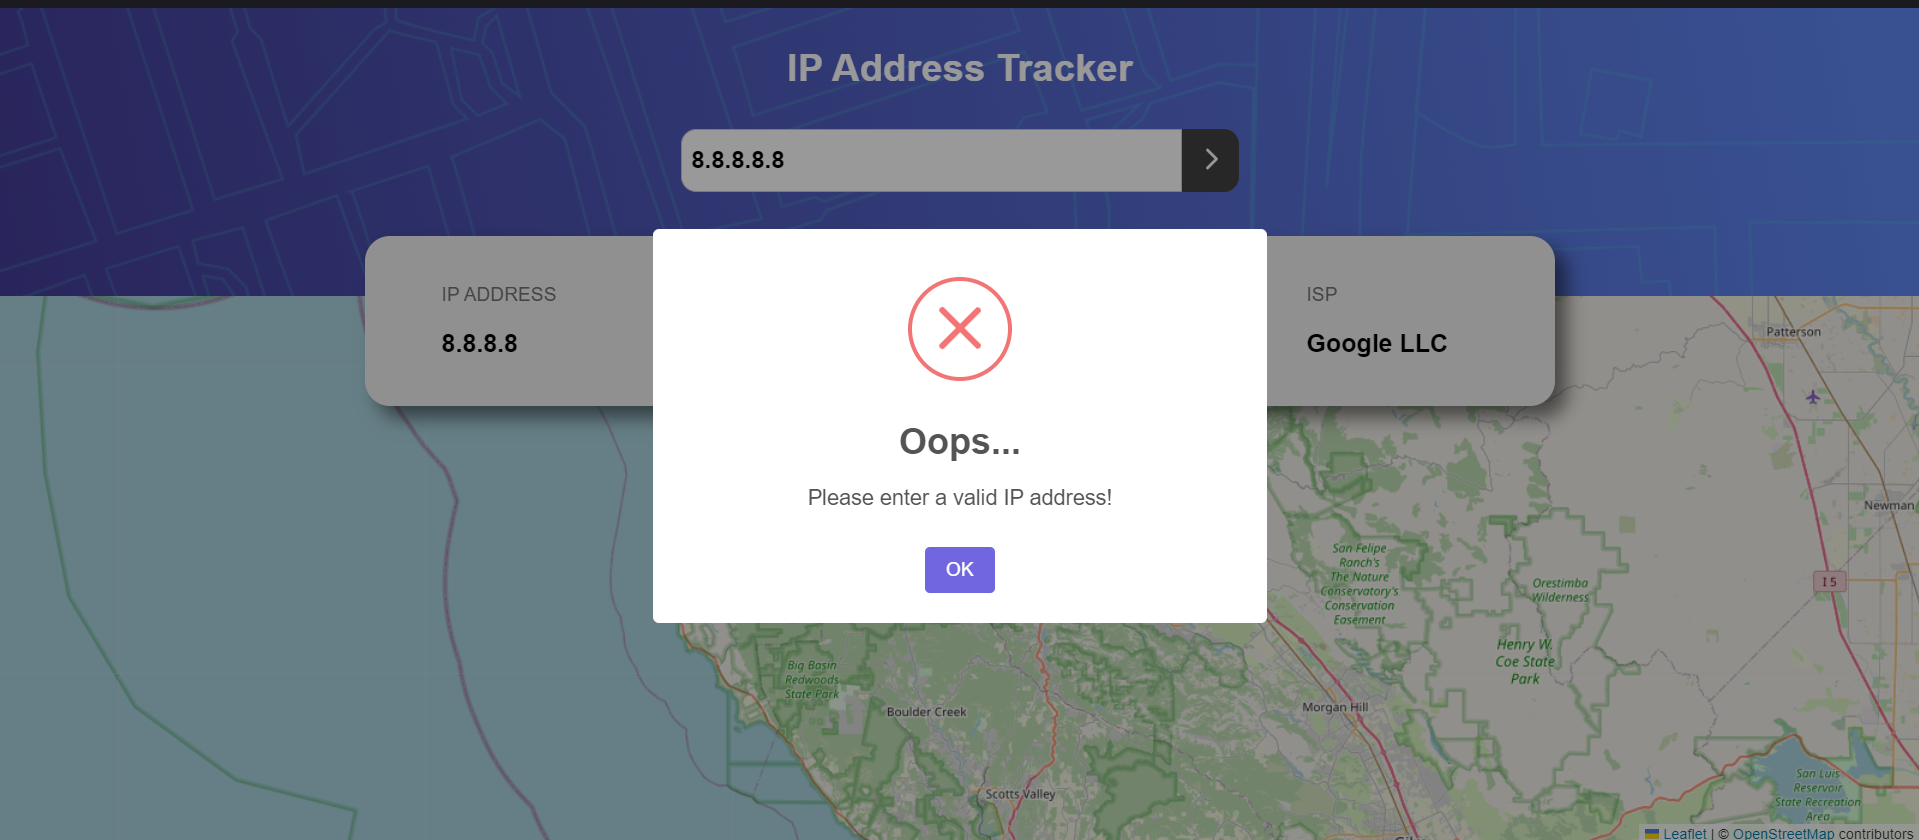 IP Address Tracker
8.8.8.8.8
IP ADDRESS
8.8.8.8
ISP
Google LLC
Oops...
Please enter a valid IP address!
OK
Patterson
Newman
I 5
San Felipe
Ranch's
The Nature
Conservancy's
Conservation
Easement
Orestimba
Wilderness
Henry W.
Coe State
Park
Big Basin
Redwoods
State Park
Boulder Creek
Morgan Hill
Scotts Valley
San Luis
Reservoir
State Recreation
Area
Leaflet | © OpenStreetMap contributors